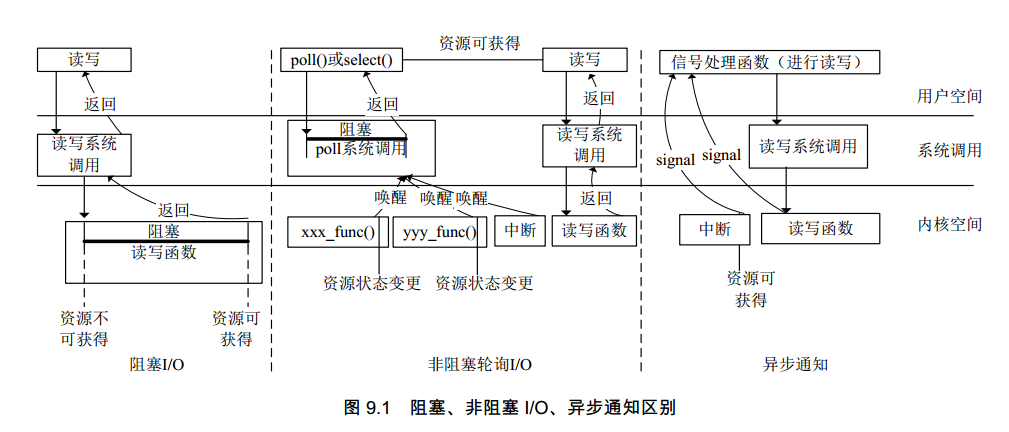 资源可获得
读写
poll()或select()
读写
信号处理函数（进行读写）
返回
返回
返回
用户空间
读写系统
调用
阻塞
poll系统调用
读写系统
调用
signal
signal
读写系统调用
系统调用
返回
唤醒
唤醒
唤醒
返回
阻塞
读写函数
xxx_func()
yyy_func()
中断
读写函数
中断
读写函数
内核空间
资源状态变更
资源状态变更
资源可
获得
资源不
可获得
资源可
获得
阻塞I/O
非阻塞轮询I/O
异步通知
图 9.1 阻塞、非阻塞 I/O、异步通知区别